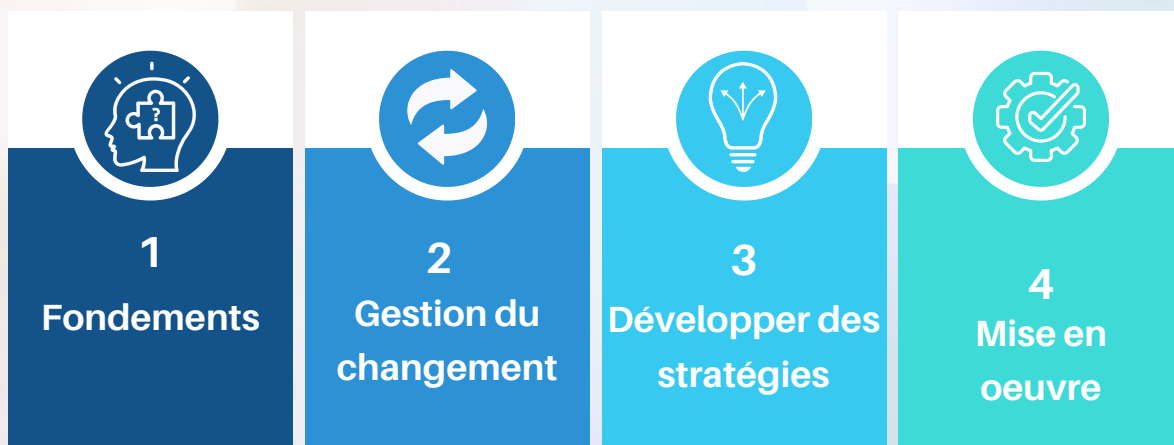 ?
1
Fondements
2
Gestion du
changement
3
Développer des
stratégies
4
Mise en
oeuvre